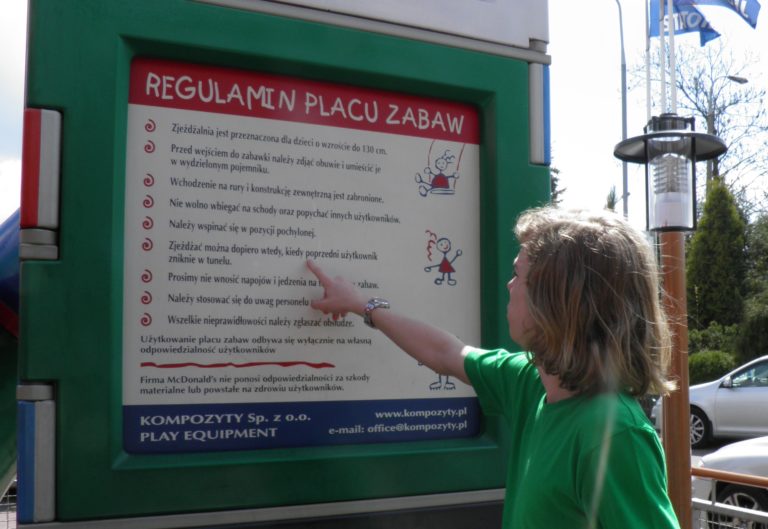 REGULAMIN PLACU ZABAW
Zjeżdżalnia jest przeznaczona dla dzieci o wzroście do 130 cm.
Przed wejściem do zabawki należy zdjąć obuwie i umieścić je
w wydzielonym pojemniku.
Wchodzenie na rury i konstrukcję zewnętrzną jest zabronione.
Nie wolno wbiegać na schody oraz popychać innych użytkowników.
Należy wspinać się w pozycji pochylonej.
Zjeżdżać można dopiero wtedy, kiedy poprzedni użytkownik
zniknie w tunelu.
Prosimy nie wnosić napojów i jedzenia na zabaw.
Należy stosować się do uwag personelu
Wszelkie nieprawidłowości należy zgłaszać obsłudze.
Użytkowanie placu zabaw odbywa się wyłącznie na własną
odpowiedzialność użytkowników
Firma McDonald's nie ponosi odpowiedzialności za szkody
materialne lub powstałe na zdrowiu użytkowników.
KOMPOZYTY Sp. z o.o.
PLAY EQUIPMENT
www.kompozyty.pl
e-mail: office@kompozyty.pl